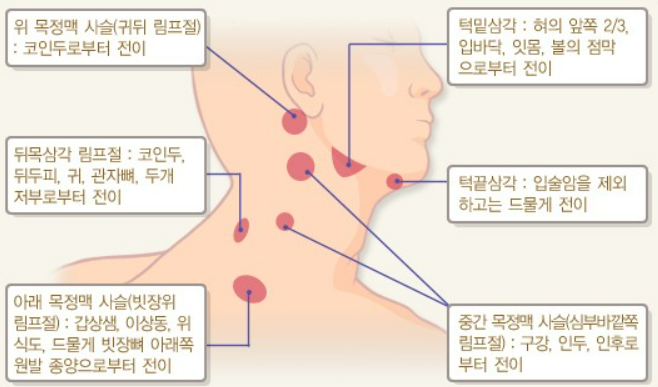 위 목정맥 사슬(귀뒤 림프절)
: 코인두로부터 전이
턱밑삼각 : 혀의 앞쪽 2/3,
입바닥, 잇몸, 볼의 점막
으로부터 전이
뒤목삼각 림프절 : 코인두,
뒤두피, 귀, 관자뼈, 두개
저부로부터 전이
턱끝삼각 : 입술암을 제외
하고는 드물게 전이
아래 목정맥 사슬(빗장위
림프절) : 갑상샘, 이상동, 위
식도, 드물게 빗장뼈 아래쪽
원발 종양으로부터 전이
중간 목정맥 사슬(심부바깥쪽
림프절) : 구강, 인두, 인후로
부터 전이